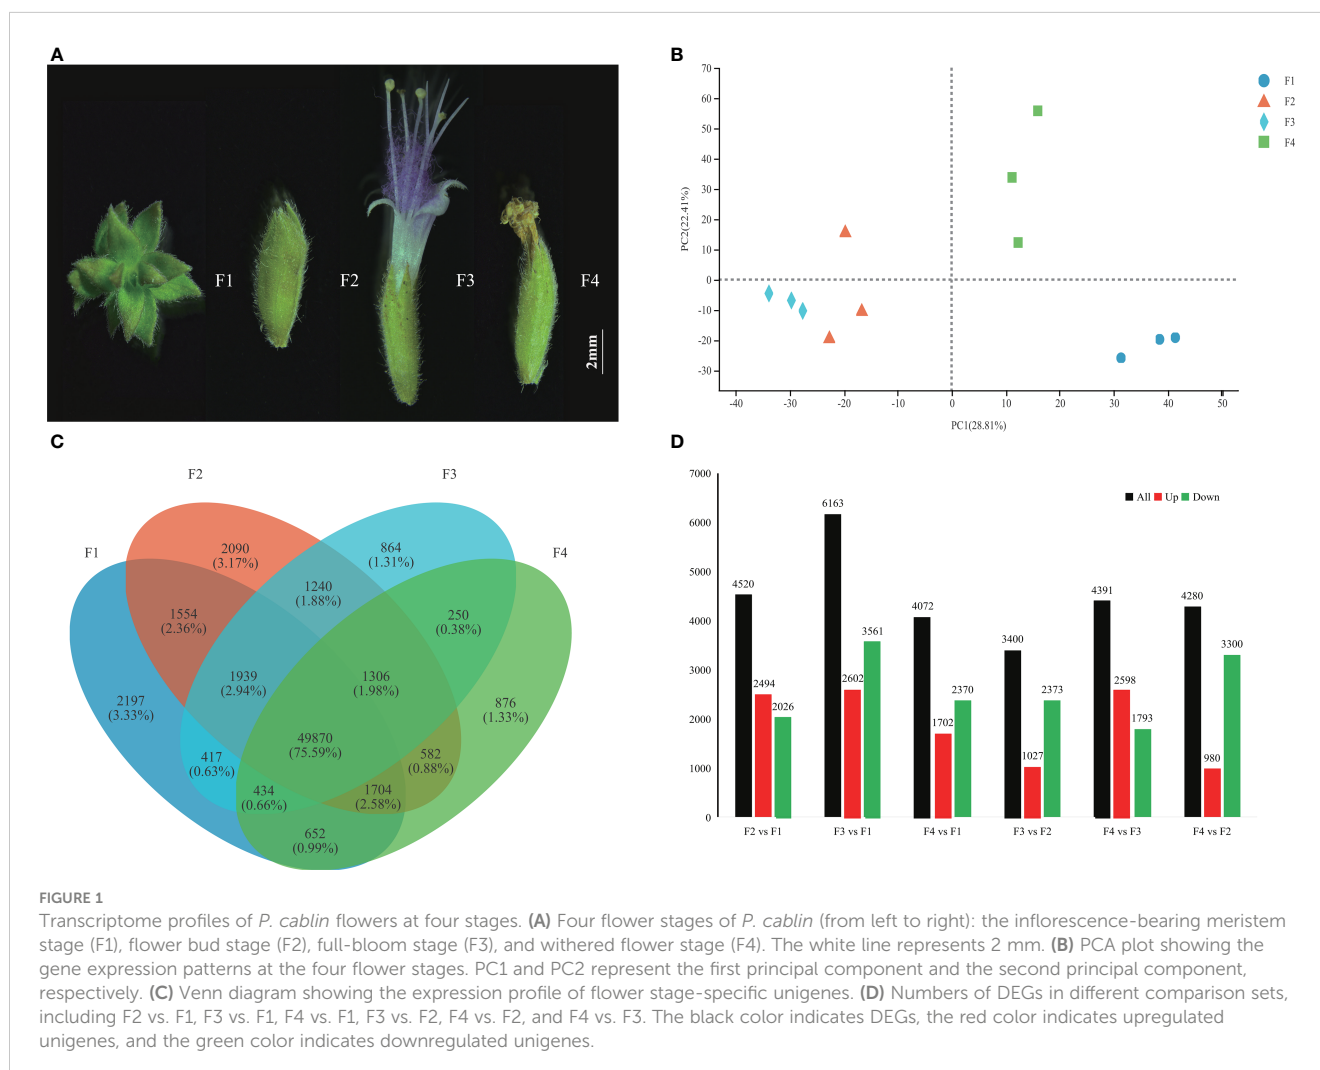 A
F1
F2
F3
F4
2mm
B
70
60
50
40
30
20
10
0
-10
-20
-30
PC2(22.41%)
-40
-30
-20
-10
0
10
20
30
40
50
PC1(28.81%)
F1
F2
F3
F4
C
F1
F2
F3
F4
2090
(3.17%)
864
(1.31%)
1240
(1.88%)
1554
(2.36%)
250
(0.38%)
1939
(2.94%)
1306
(1.98%)
2197
(3.33%)
876
(1.33%)
49870
(75.59%)
417
(0.63%)
582
(0.88%)
434
(0.66%)
1704
(2.58%)
652
(0.99%)
D
7000
6000
5000
4000
3000
2000
1000
0
All Up Down
4520
2494
2026
6163
2602
3561
4072
1702
2370
3400
1027
2373
4391
2598
1793
4280
980
3300
F2 vs F1
F3 vs F1
F4 vs F1
F3 vs F2
F4 vs F3
F4 vs F2
FIGURE 1
Transcriptome profiles of P. cablin flowers at four stages. (A) Four flower stages of P. cablin (from left to right): the inflorescence-bearing meristem
stage (F1), flower bud stage (F2), full-bloom stage (F3), and withered flower stage (F4). The white line represents 2 mm. (B) PCA plot showing the
gene expression patterns at the four flower stages. PC1 and PC2 represent the first principal component and the second principal component,
respectively. (C) Venn diagram showing the expression profile of flower stage-specific unigenes. (D) Numbers of DEGs in different comparison sets,
including F2 vs. F1, F3 vs. F1, F4 vs. F1, F3 vs. F2, F4 vs. F2, and F4 vs. F3. The black color indicates DEGs, the red color indicates upregulated
unigenes, and the green color indicates downregulated unigenes.